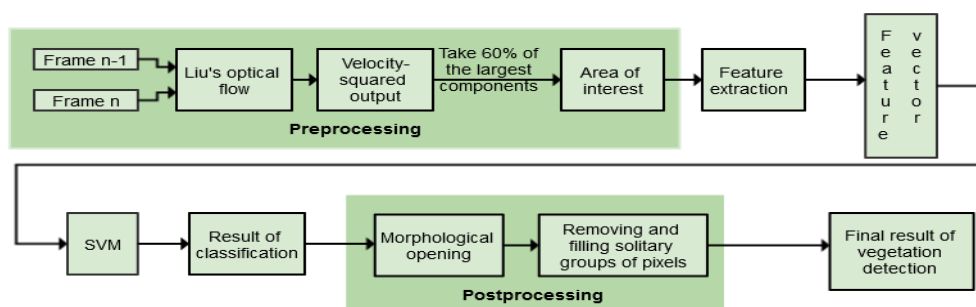 Frame n-1
Frame n
Liu's optical
flow
Velocity-
squared
output
Take 60% of
the largest
components
Area of
interest
Preprocessing
Feature
extraction
Feature
vector
SVM
Result of
classification
Morphological
opening
Removing and
filling solitary
groups of pixels
Postprocessing
Final result of
vegetation
detection